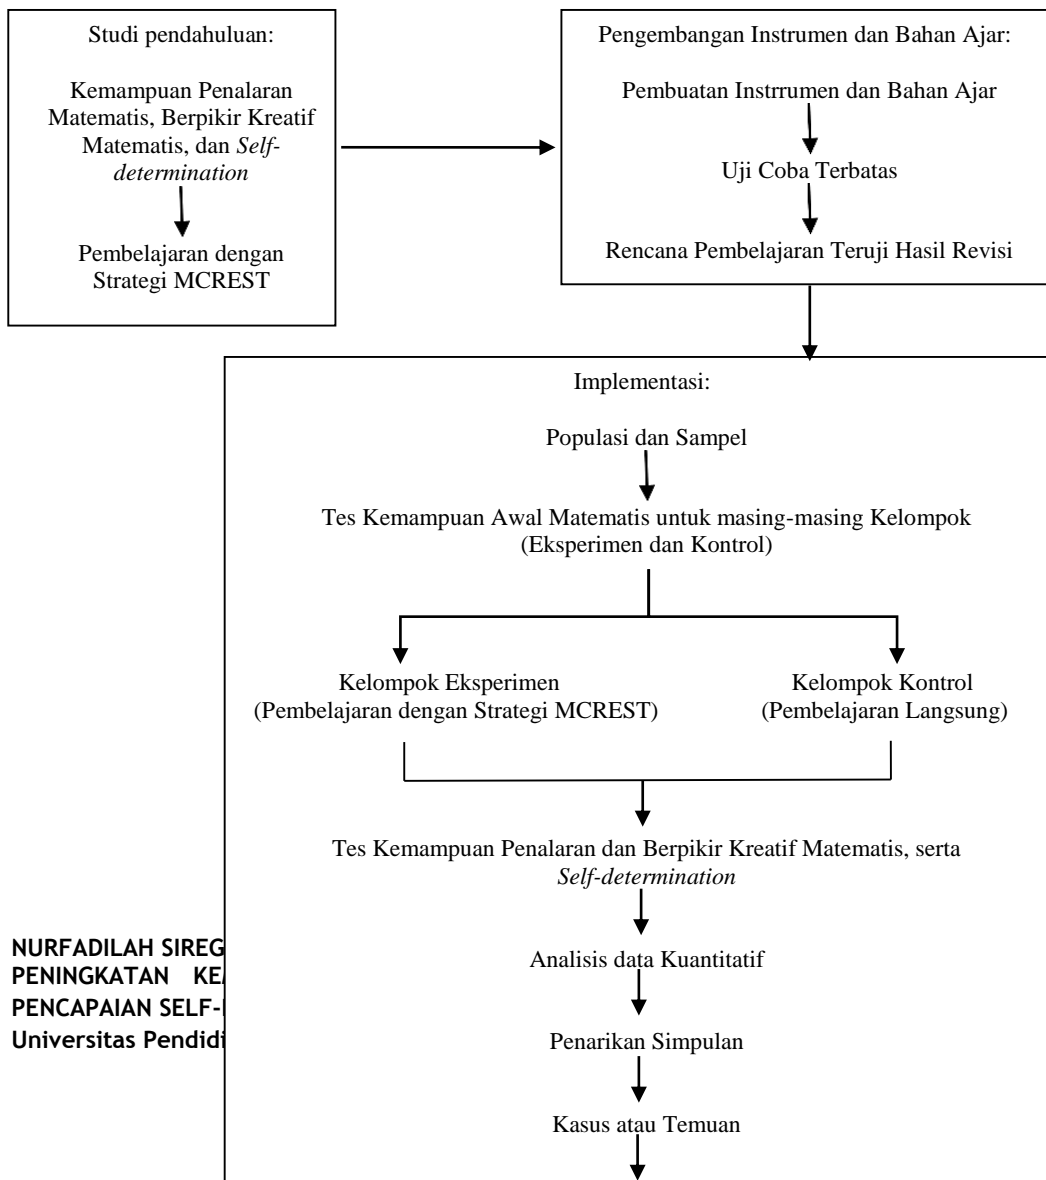 Studi pendahuluan:
Kemampuan Penalaran
Matematis, Berpikir Kreatif
Matematis, dan Self-
determination
Pembelajaran dengan
Strategi MCREST
Pengembangan Instrumen dan Bahan Ajar:
Pembuatan Instrrumen dan Bahan Ajar
Uji Coba Terbatas
Rencana Pembelajaran Teruji Hasil Revisi
Implementasi:
Populasi dan Sampel
Tes Kemampuan Awal Matematis untuk masing-masing Kelompok
(Eksperimen dan Kontrol)
Kelompok Eksperimen
(Pembelajaran dengan Strategi MCREST)
Kelompok Kontrol
(Pembelajaran Langsung)
Tes Kemampuan Penalaran dan Berpikir Kreatif Matematis, serta
Self-determination
Analisis data Kuantitatif
Penarikan Simpulan
Kasus atau Temuan
NURFADILAH SIREG
PENINGKATAN KE
PENCAPAIAN SELF-
Universitas Pendidi